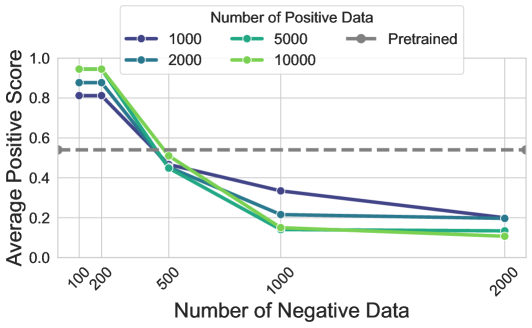 Number of Positive Data
1000 5000 Pretrained
2000 10000
Average Positive Score
1.0
0.8
0.6
0.4
0.2
0.0
100 200 500 1000 2000
Number of Negative Data